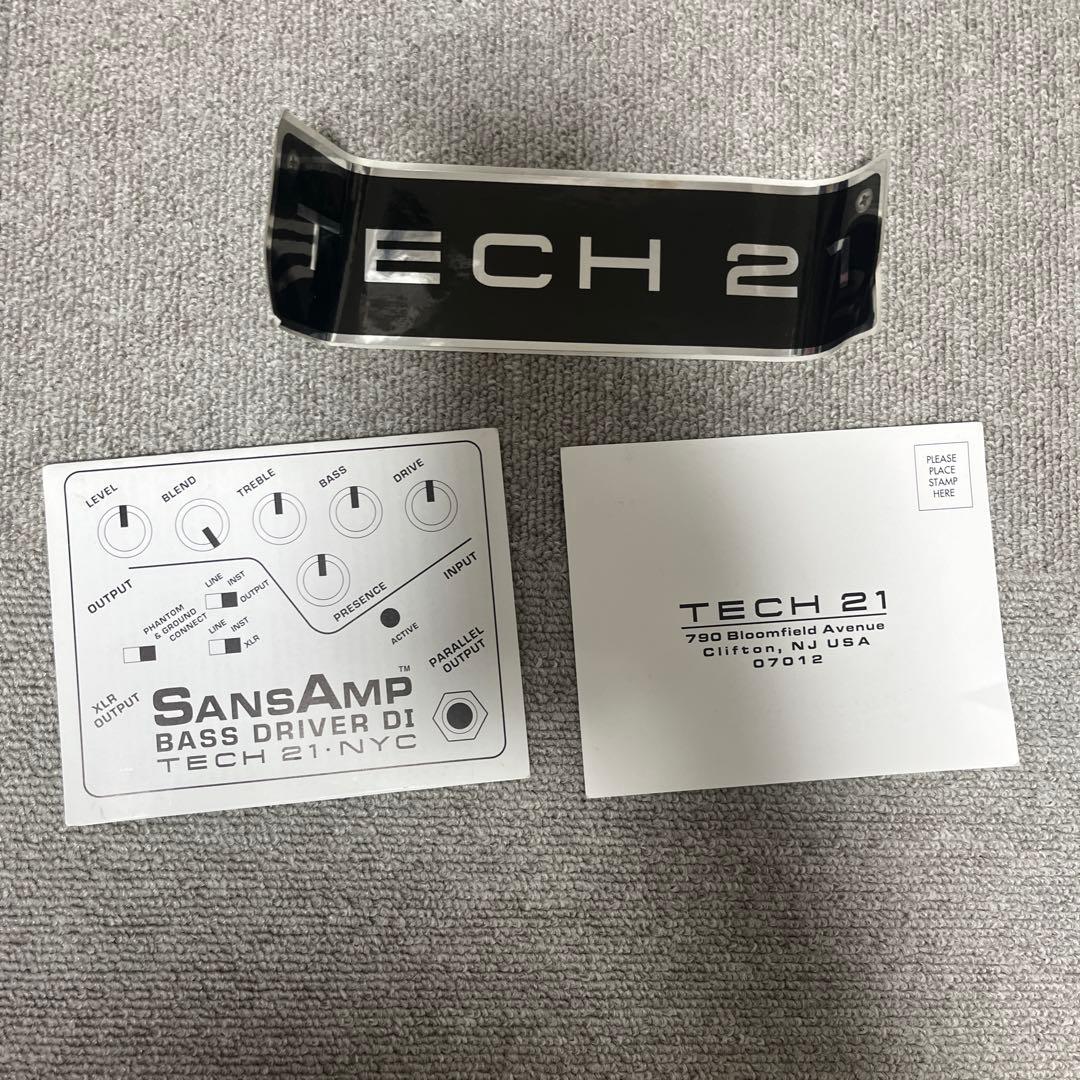 TECH 21
LEVEL
BLEND
TREBLE
BASS
DRIVE
OUTPUT
PHANTOM
& GROUND
CONNECT
LINE
INST
OUTPUT
LINE
INST
XLR
PRESENCE
INPUT
ACTIVE
XLR
OUTPUT
PARALLEL
OUTPUT
SANSAMP™
BASS DRIVER DI
TECH 21·NYC
PLEASE
PLACE
STAMP
HERE
TECH 21
790 Bloomfield Avenue
Clifton, NJ USA
07012